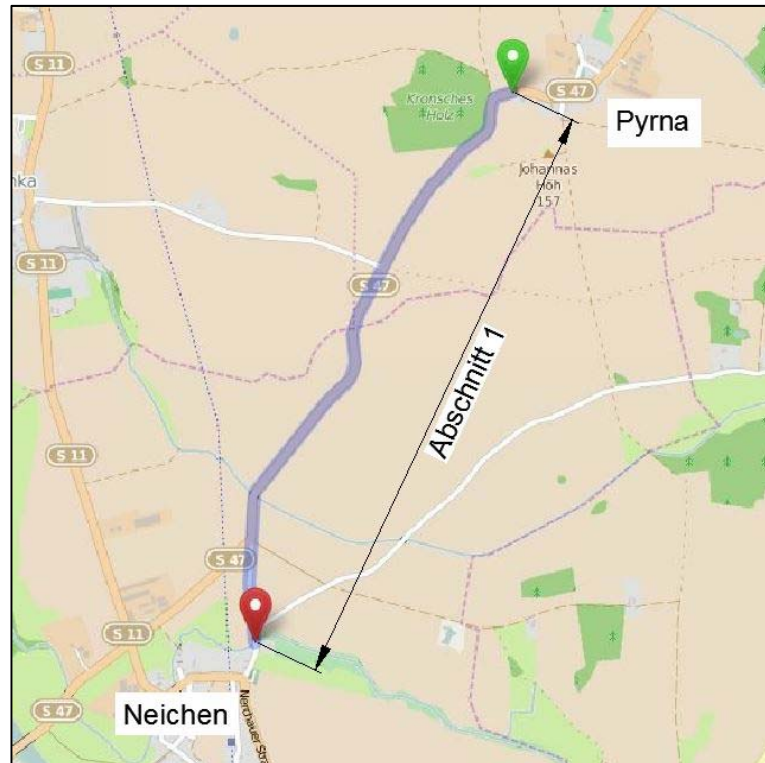 S 11
Kronsches
Holz
S 47
Pyrna
Johannas
Höh
157
nka
S 11
S 47
Abschnitt 1
S 11
S 47
S 11
Neichen
S 47
Nerchauer Stra